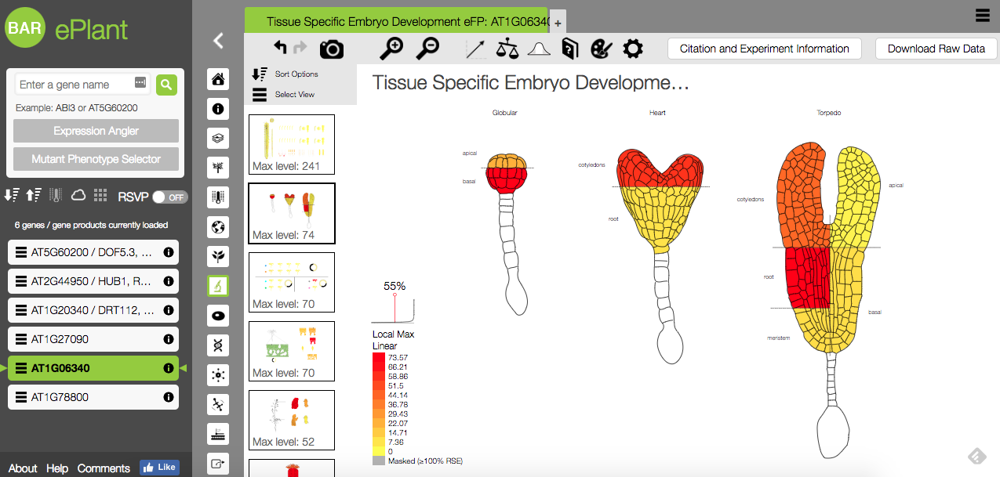 BAR ePlant
Enter a gene name
Example: ABI3 or AT5G60200
Expression Angler
Mutant Phenotype Selector
RSVP OFF
6 genes / gene products currently loaded
AT5G60200 / DOF5.3, ...
AT2G44950 / HUB1, R...
AT1G20340 / DRT112, ...
AT1G27090
AT1G06340
AT1G78800
About Help Comments Like
Tissue Specific Embryo Development eFP: AT1G06340
+
Citation and Experiment Information
Download Raw Data
Sort Options
Select View
Max level: 241
Max level: 74
Max level: 70
Max level: 70
Max level: 52
Tissue Specific Embryo Developme...
Globular
Heart
Torpedo
apical
basal
cotyledons
root
cotyledons
apical
root
basal
meristem
55%
Local Max
Linear
73.57
66.21
58.86
51.5
44.14
36.78
29.43
22.07
14.71
7.36
0
Masked (≥100% RSE)